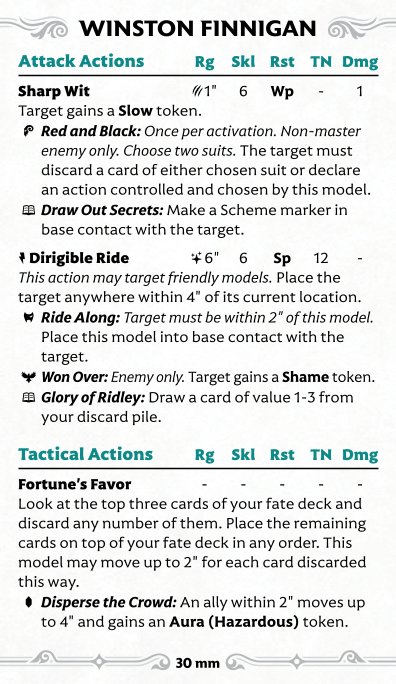 WINSTON FINNIGAN
Attack Actions Rg Skl Rst TN Dmg
Sharp Wit 1" 6 Wp - 1
Target gains a Slow token.
Red and Black: Once per activation. Non-master
enemy only. Choose two suits. The target must
discard a card of either chosen suit or declare
an action controlled and chosen by this model.
Draw Out Secrets: Make a Scheme marker in
base contact with the target.
Dirigible Ride 6" 6 Sp 12 -
This action may target friendly models. Place the
target anywhere within 4" of its current location.
Ride Along: Target must be within 2" of this model.
Place this model into base contact with the
target.
Won Over: Enemy only. Target gains a Shame token.
Glory of Ridley: Draw a card of value 1-3 from
your discard pile.
Tactical Actions Rg Skl Rst TN Dmg
Fortune's Favor - - - - -
Look at the top three cards of your fate deck and
discard any number of them. Place the remaining
cards on top of your fate deck in any order. This
model may move up to 2" for each card discarded
this way.
Disperse the Crowd: An ally within 2" moves up
to 4" and gains an Aura (Hazardous) token.
30 mm